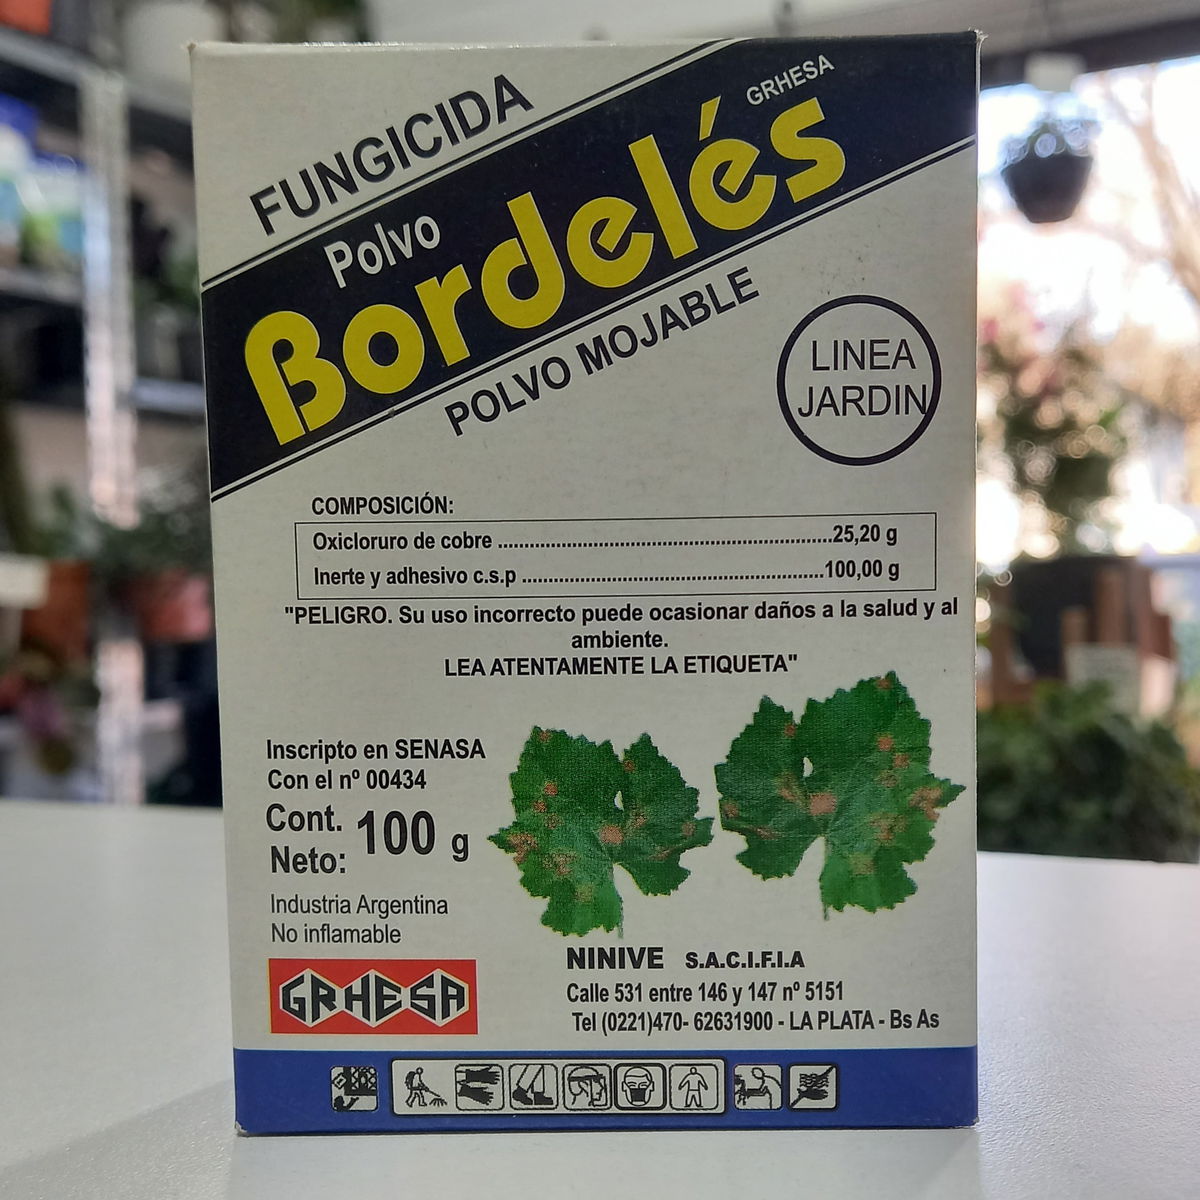 FUNGICIDA
GRHESA
Polvo
Bordelés
POLVO MOJABLE
LINEA
JARDIN
COMPOSICIÓN:
Oxicloruro de cobre ................................................................25,20 g
Inerte y adhesivo c.s.p ..........................................................100,00 g
"PELIGRO. Su uso incorrecto puede ocasionar daños a la salud y al
ambiente.
LEA ATENTAMENTE LA ETIQUETA"
Inscripto en SENASA
Con el nº 00434
Cont.
Neto:
100 g
Industria Argentina
No inflamable
GRHESA
NINIVE S.A.C.I.F.I.A
Calle 531 entre 146 y 147 nº 5151
Tel (0221)470- 62631900 - LA PLATA - Bs As